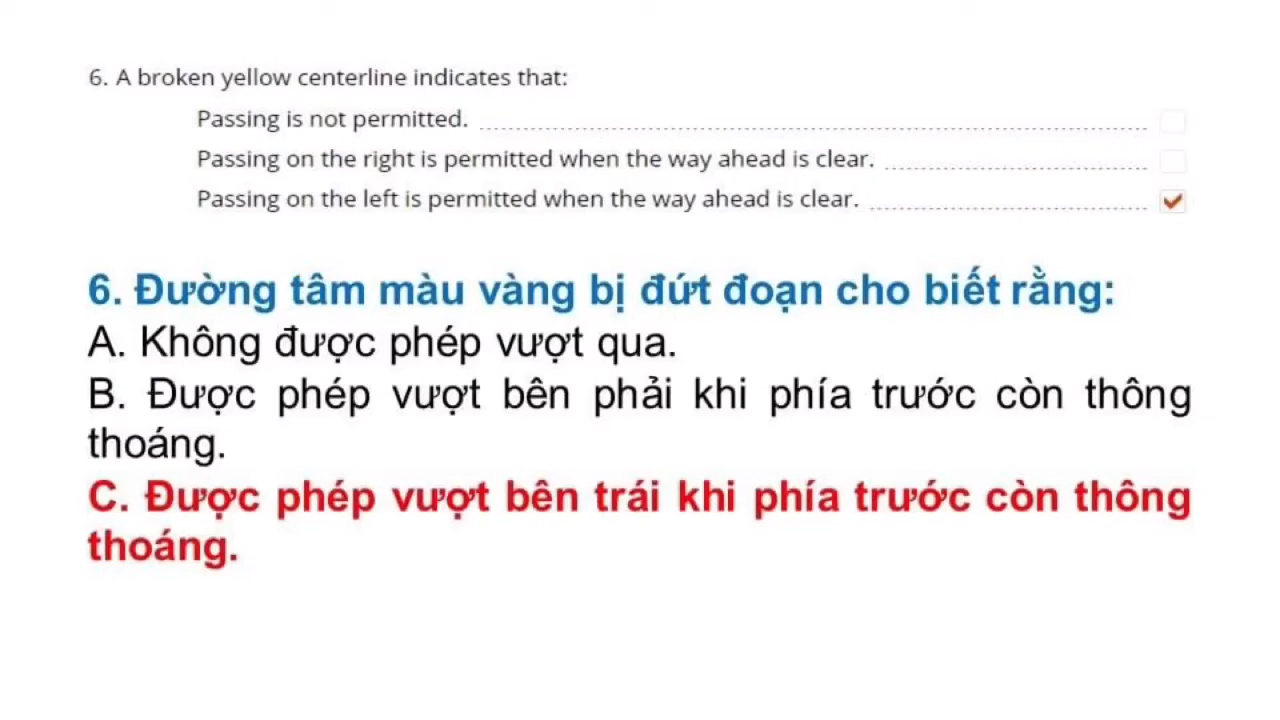 6. A broken yellow centerline indicates that:
Passing is not permitted.
Passing on the right is permitted when the way ahead is clear.
Passing on the left is permitted when the way ahead is clear.
6. Đường tâm màu vàng bị đứt đoạn cho biết rằng:
A. Không được phép vượt qua.
B. Được phép vượt bên phải khi phía trước còn thông
thoáng.
C. Được phép vượt bên trái khi phía trước còn thông
thoáng.